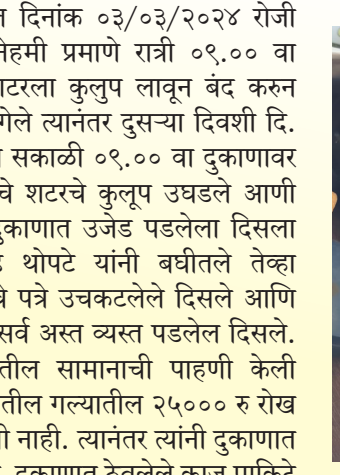 दिनांक ०३/०३/२०२४ रोजी
नेहमी प्रमाणे रात्री ०९.०० वा
कुलुप लावून बंद करुन
गेले त्यानंतर दुसऱ्या दिवशी दि.
सकाळी ०९.०० वा दुकाणावर
शटरचे कुलूप उघडले आणी
दुकाणात उजेड पडलेला दिसला
थोपटे यांनी बघीतले तेव्हा
पत्रे उचकटलेले दिसले आणि
सर्व अस्त व्यस्त पडलेल दिसले.
सामानाची पाहणी केली
गल्यातील २५००० रु रोख
नाही. त्यानंतर त्यांनी दुकाणात